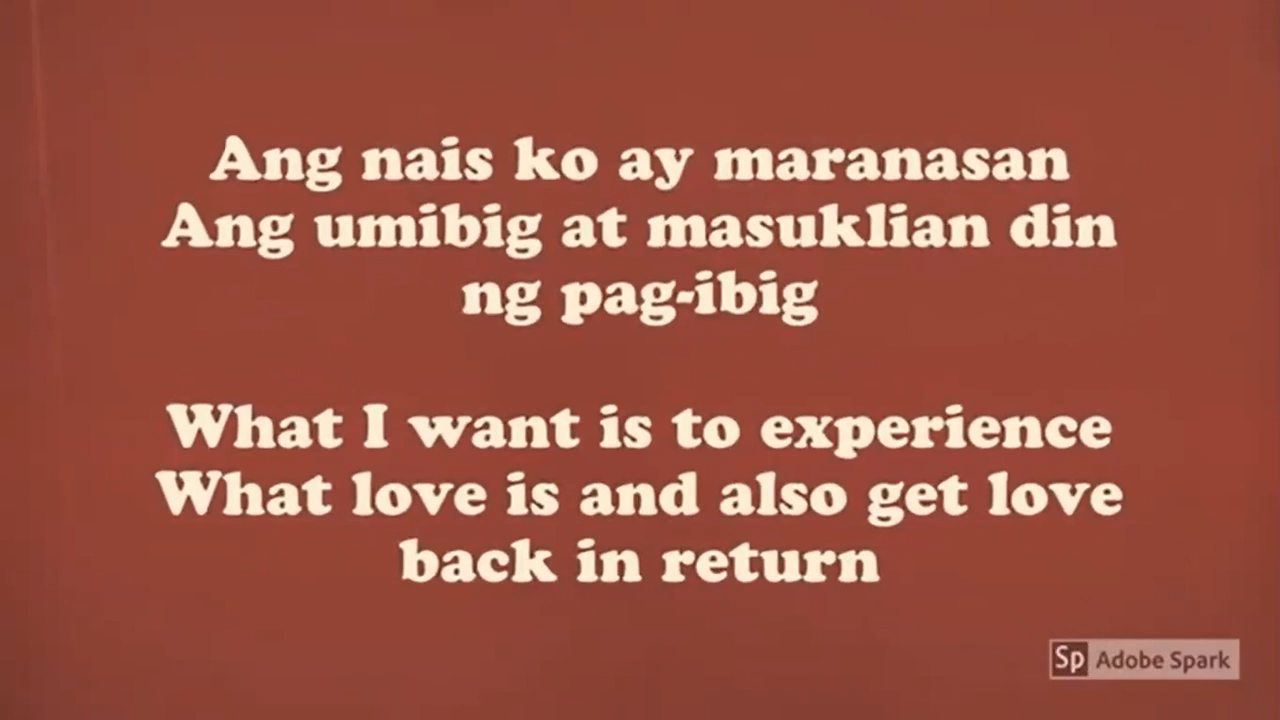 Ang nais ko ay maranasan
Ang umibig at masuklian din
ng pag-ibig
What I want is to experience
What love is and also get love
back in return
Sp Adobe Spark